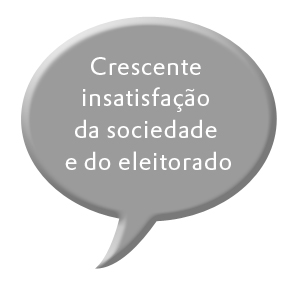 Crescente
insatisfação
da sociedade
e do eleitorado